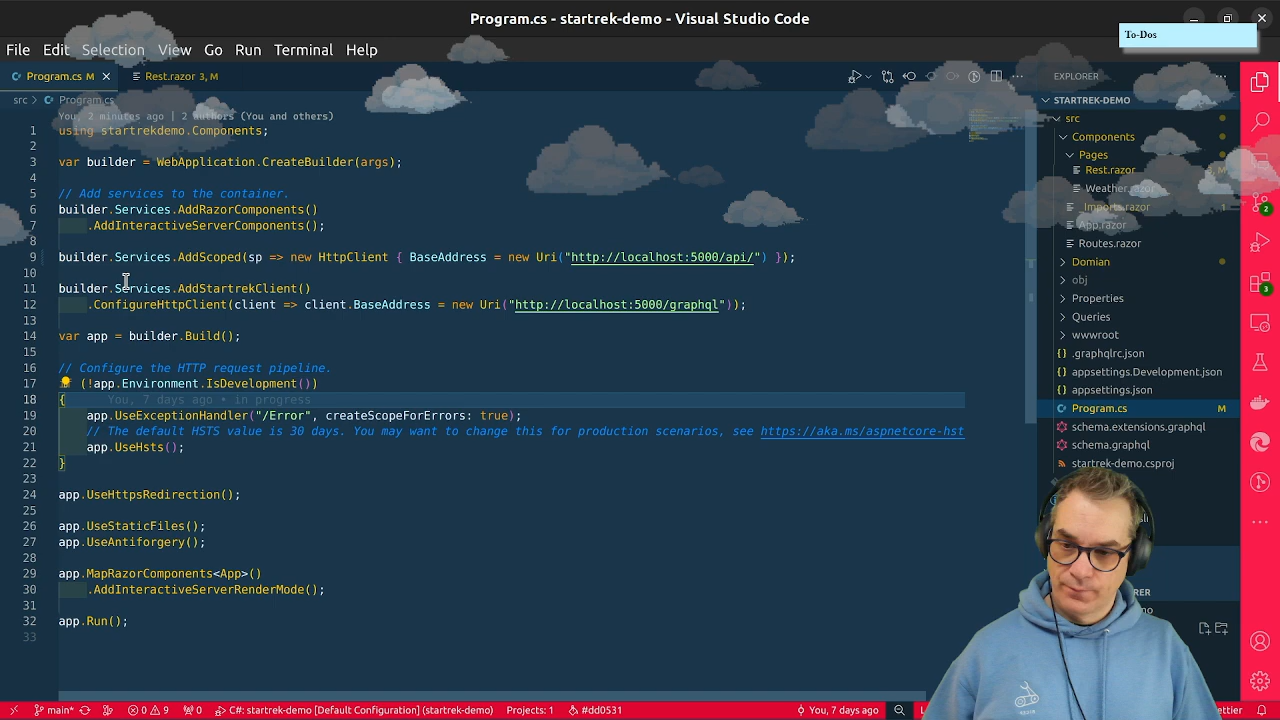 Program.cs - startrek-demo - Visual Studio Code
To-Dos
File Edit Selection View Go Run Terminal Help
Program.cs M Rest.razor 3, M
EXPLORER
src > Program.cs
STARTREK-DEMO
You, 2 minutes ago | 2 authors (You and others)
1 using startrekdemo.Components;
2
3 var builder = WebApplication.CreateBuilder(args);
4
5 // Add services to the container.
6 builder.Services.AddRazorComponents()
7 .AddInteractiveServerComponents();
8
9 builder.Services.AddScoped(sp => new HttpClient { BaseAddress = new Uri("http://localhost:5000/api/") });
10
11 builder.Services.AddStartrekClient()
12 .ConfigureHttpClient(client => client.BaseAddress = new Uri("http://localhost:5000/graphql"));
13
14 var app = builder.Build();
15
16 // Configure the HTTP request pipeline.
17 (!app.Environment.IsDevelopment())
18 { You, 7 days ago • in progress
19 app.UseExceptionHandler("/Error", createScopeForErrors: true);
20 // The default HSTS value is 30 days. You may want to change this for production scenarios, see https://aka.ms/aspnetcore-hst
21 app.UseHsts();
22 }
23
24 app.UseHttpsRedirection();
25
26 app.UseStaticFiles();
27 app.UseAntiforgery();
28
29 app.MapRazorComponents<App>()
30 .AddInteractiveServerRenderMode();
31
32 app.Run();
33
src
Components
Pages
Rest.razor M
Weather.razor
Imports.razor 1
App.razor
Routes.razor
Domian
obj
Properties
Queries
wwwroot
.graphqlrc.json
appsettings.Development.json
appsettings.json
Program.cs M
schema.extensions.graphql
schema.graphql
startrek-demo.csproj
2
3
main* 0 9 0 C#: startrek-demo [Default Configuration] (startrek-demo) Projects: 1 #dd0531 You, 7 days ago